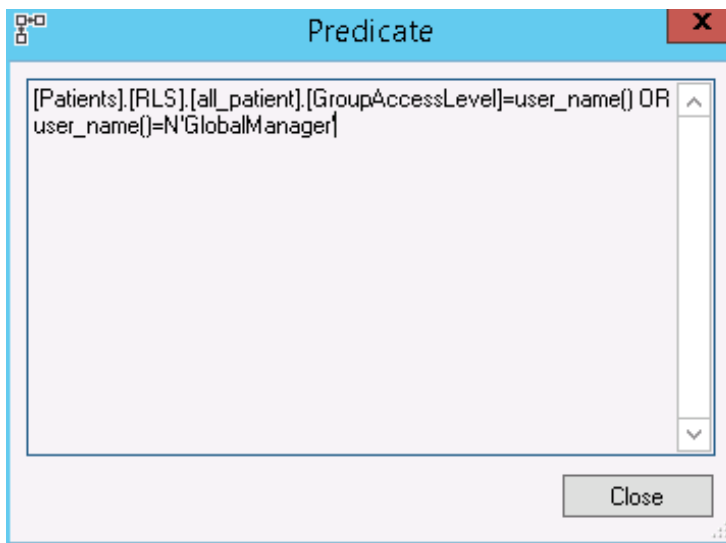 Predicate
[Patients].[RLS].[all_patient].[GroupAccessLevel]=user_name() OR
user_name()=N'GlobalManager'
Close